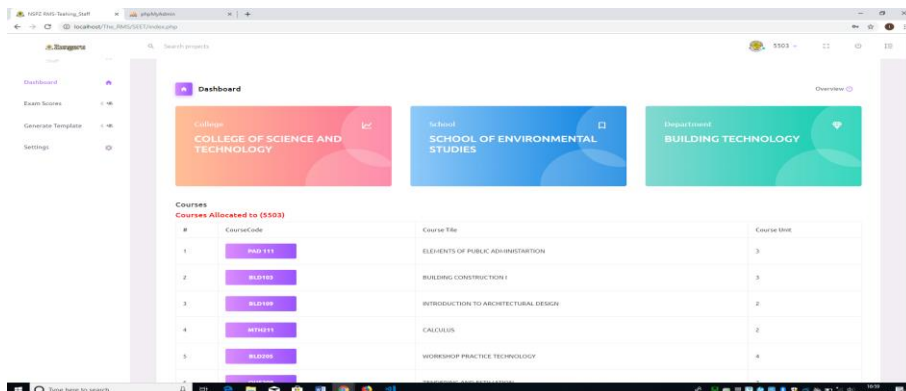 NSPZ RMS-Teaching_Staff
phpMyAdmin
localhost/The_RMS/SEET/index.php
Search projects
5503
Dashboard
Exam Scores
Generate Template
Settings
Dashboard
Overview
College
COLLEGE OF SCIENCE AND
TECHNOLOGY
School
SCHOOL OF ENVIRONMENTAL
STUDIES
Department
BUILDING TECHNOLOGY
Courses
Courses Allocated to (5503)
# CourseCode Course Title Course Unit
1 PAD 111 ELEMENTS OF PUBLIC ADMINISTARTION 3
2 BLD103 BUILDING CONSTRUCTION I 3
3 BLD109 INTRODUCTION TO ARCHITECTURAL DESIGN 2
4 MTH211 CALCULUS 2
5 BLD205 WORKSHOP PRACTICE TECHNOLOGY 4
Type here to search